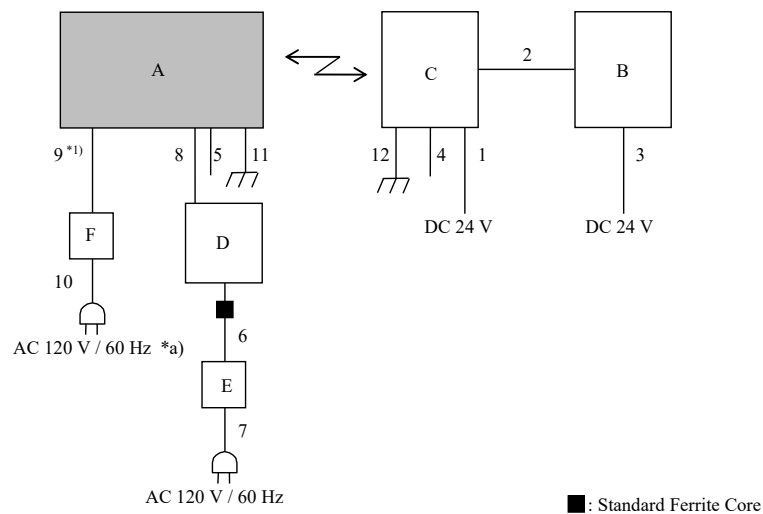 A
C
2
B
9 *1)
8
5
11
12
4
1
3
F
D
DC 24 V
DC 24 V
10
AC 120 V / 60 Hz *a)
6
E
7
AC 120 V / 60 Hz
: Standard Ferrite Core